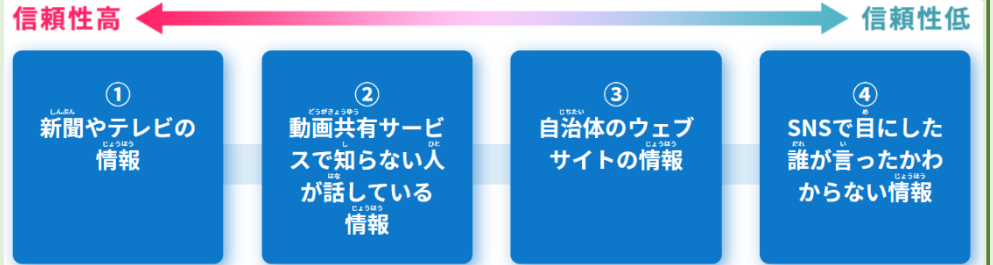 信頼性高 信頼性低
①
しんぶん
新聞やテレビの
じょうほう
情報
②
どうがきょうゆう
動画共有サービ
し ひと
スで知らない人
はな
が話している
じょうほう
情報
③
じちたい
自治体のウェブ
じょうほう
サイトの情報
④
め
SNSで目にした
だれ い
誰が言ったかわ
じょうほう
からない情報